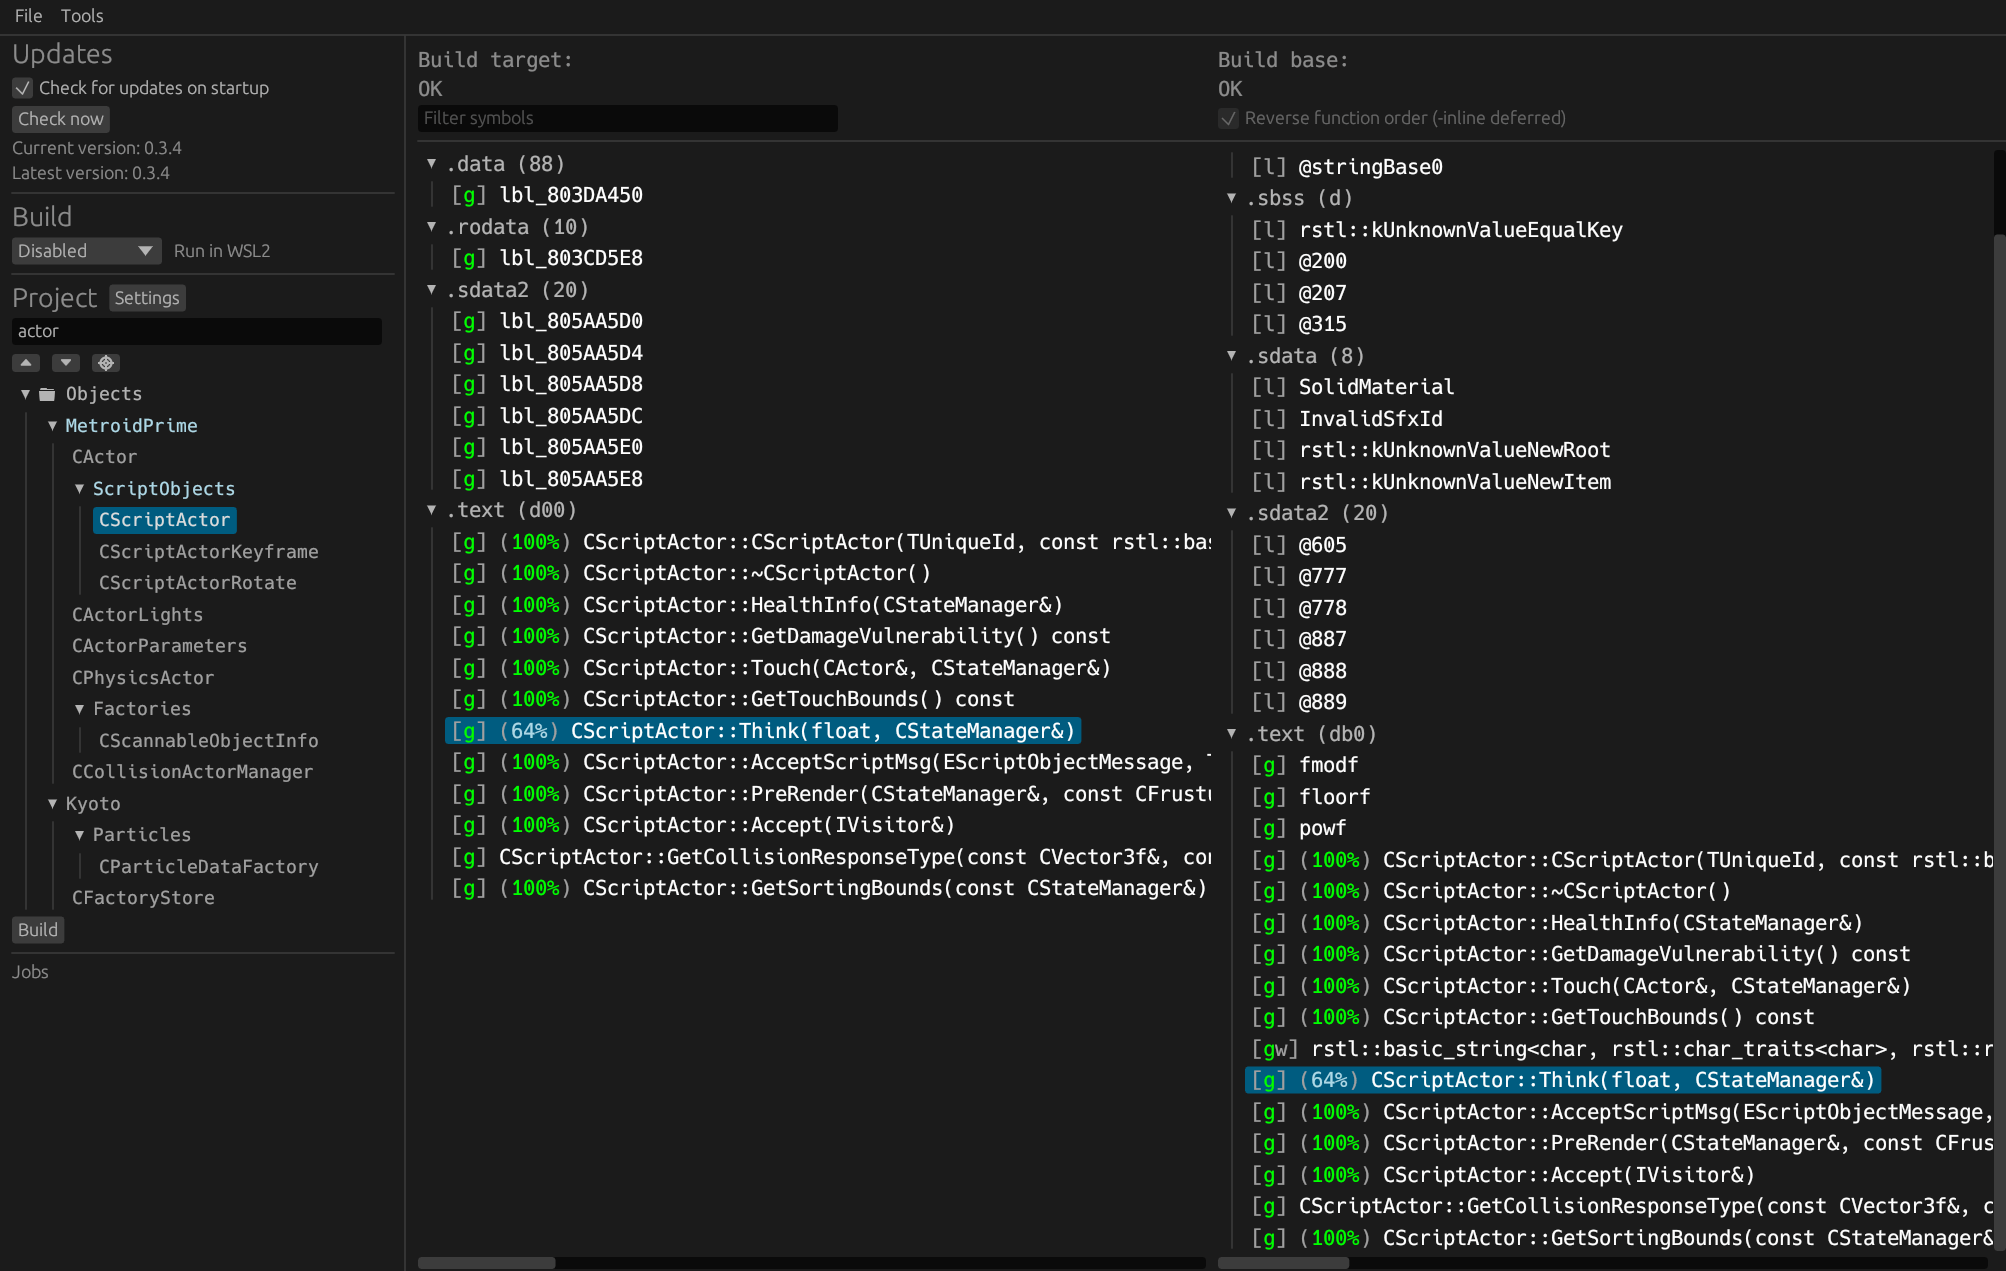 File Tools
Updates
Check for updates on startup
Check now
Current version: 0.3.4
Latest version: 0.3.4
Build
Disabled Run in WSL2
Project Settings
actor
Objects
MetroidPrime
CActor
ScriptObjects
CScriptActor
CScriptActorKeyframe
CScriptActorRotate
CActorLights
CActorParameters
CPhysicsActor
Factories
CScannableObjectInfo
CCollisionActorManager
Kyoto
Particles
CParticleDataFactory
CFactoryStore
Build
Jobs
Build target:
OK
Filter symbols
.data (88)
[g] lbl_803DA450
.rodata (10)
[g] lbl_803CD5E8
.sdata2 (20)
[g] lbl_805AA5D0
[g] lbl_805AA5D4
[g] lbl_805AA5D8
[g] lbl_805AA5DC
[g] lbl_805AA5E0
[g] lbl_805AA5E8
.text (d00)
[g] (100%) CScriptActor::CScriptActor(TUniqueId, const rstl::bas
[g] (100%) CScriptActor::~CScriptActor()
[g] (100%) CScriptActor::HealthInfo(CStateManager&)
[g] (100%) CScriptActor::GetDamageVulnerability() const
[g] (100%) CScriptActor::Touch(CActor&, CStateManager&)
[g] (100%) CScriptActor::GetTouchBounds() const
[g] (64%) CScriptActor::Think(float, CStateManager&)
[g] (100%) CScriptActor::AcceptScriptMsg(EScriptObjectMessage, T
[g] (100%) CScriptActor::PreRender(CStateManager&, const CFrustu
[g] (100%) CScriptActor::Accept(IVisitor&)
[g] CScriptActor::GetCollisionResponseType(const CVector3f&, con
[g] (100%) CScriptActor::GetSortingBounds(const CStateManager&)
Build base:
OK
Reverse function order (-inline deferred)
[l] @stringBase0
.sbss (d)
[l] rstl::kUnknownValueEqualKey
[l] @200
[l] @207
[l] @315
.sdata (8)
[l] SolidMaterial
[l] InvalidSfxId
[l] rstl::kUnknownValueNewRoot
[l] rstl::kUnknownValueNewItem
.sdata2 (20)
[l] @605
[l] @777
[l] @778
[l] @887
[l] @888
[l] @889
.text (db0)
[g] fmodf
[g] floorf
[g] powf
[g] (100%) CScriptActor::CScriptActor(TUniqueId, const rstl::b
[g] (100%) CScriptActor::~CScriptActor()
[g] (100%) CScriptActor::HealthInfo(CStateManager&)
[g] (100%) CScriptActor::GetDamageVulnerability() const
[g] (100%) CScriptActor::Touch(CActor&, CStateManager&)
[g] (100%) CScriptActor::GetTouchBounds() const
[gw] rstl::basic_string<char, rstl::char_traits<char>, rstl::r
[g] (64%) CScriptActor::Think(float, CStateManager&)
[g] (100%) CScriptActor::AcceptScriptMsg(EScriptObjectMessage,
[g] (100%) CScriptActor::PreRender(CStateManager&, const CFrus
[g] (100%) CScriptActor::Accept(IVisitor&)
[g] CScriptActor::GetCollisionResponseType(const CVector3f&, c
[g] (100%) CScriptActor::GetSortingBounds(const CStateManager&